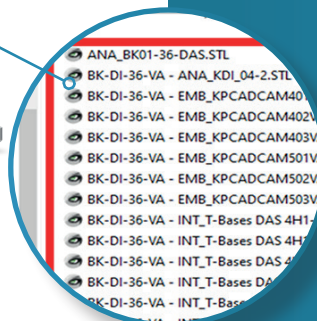 ANA_BK01-36-DAS.STL
BK-DI-36-VA - ANA_KDI_04-2.STL
BK-DI-36-VA - EMB_KPCADCAM401
BK-DI-36-VA - EMB_KPCADCAM402V
BK-DI-36-VA - EMB_KPCADCAM403V
BK-DI-36-VA - EMB_KPCADCAM501V
BK-DI-36-VA - EMB_KPCADCAM502V
BK-DI-36-VA - EMB_KPCADCAM503V
BK-DI-36-VA - INT_T-Bases DAS 4H1-
BK-DI-36-VA - INT_T-Bases DAS 4H
BK-DI-36-VA - INT_T-Bases DAS 4
BK-DI-36-VA - INT_T-Bases DA
BK-DI-36-VA - INT_T-Base